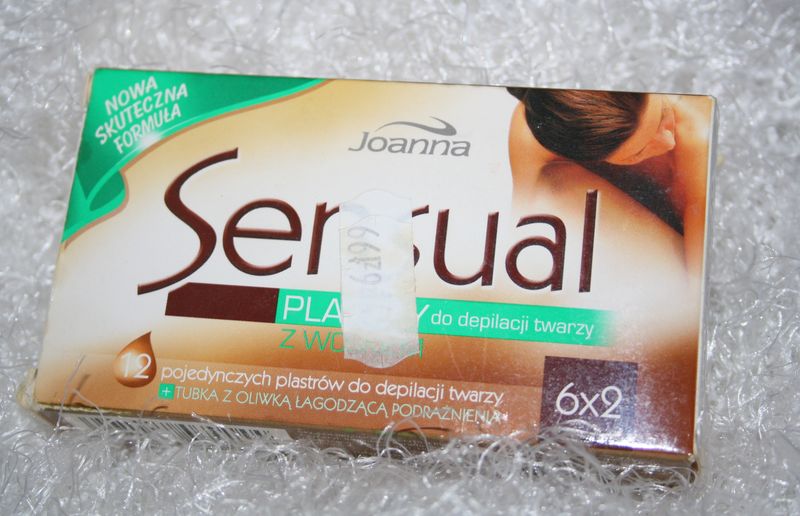 NOWA
SKUTECZNA
FORMUŁA
Joanna
Sensual
do depilacji twarzy
Z
12 pojedynczych plastrów do depilacji twarzy
+ TUBKA Z OLIWKĄ ŁAGODZĄCĄ PODRAŻNIENIA
6x2